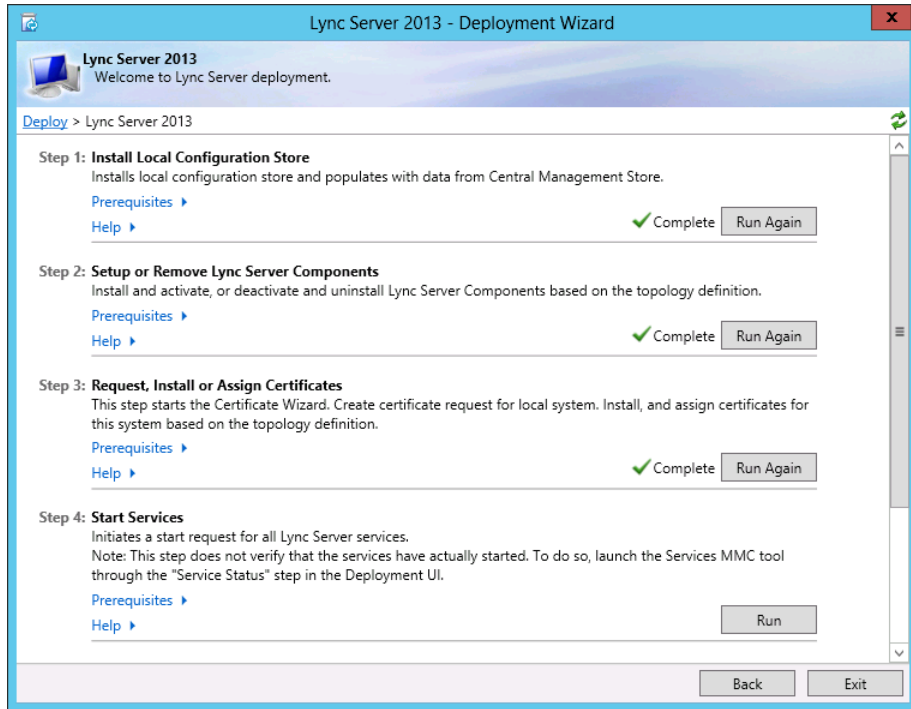 Lync Server 2013 - Deployment Wizard
x
Lync Server 2013
Welcome to Lync Server deployment.
Deploy > Lync Server 2013
Step 1: Install Local Configuration Store
Installs local configuration store and populates with data from Central Management Store.
Prerequisites
Help
Complete Run Again
Step 2: Setup or Remove Lync Server Components
Install and activate, or deactivate and uninstall Lync Server Components based on the topology definition.
Prerequisites
Help
Complete Run Again
Step 3: Request, Install or Assign Certificates
This step starts the Certificate Wizard. Create certificate request for local system. Install, and assign certificates for
this system based on the topology definition.
Prerequisites
Help
Complete Run Again
Step 4: Start Services
Initiates a start request for all Lync Server services.
Note: This step does not verify that the services have actually started. To do so, launch the Services MMC tool
through the "Service Status" step in the Deployment UI.
Prerequisites
Help
Run
Back Exit